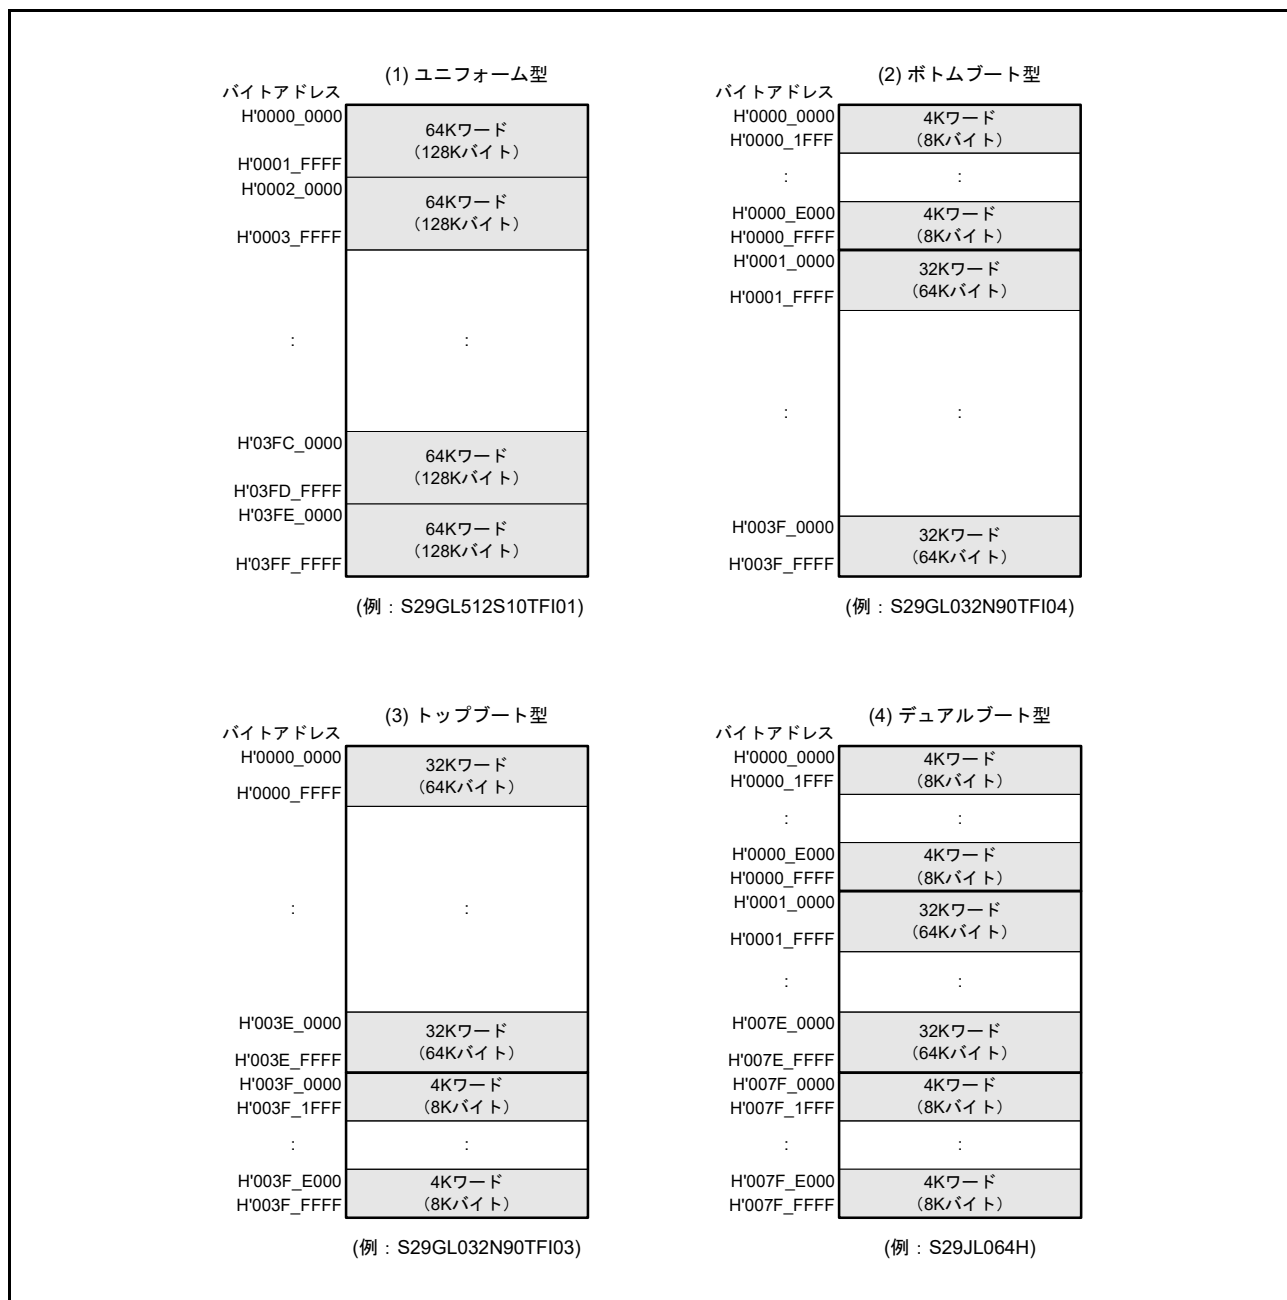 (1) ユニフォーム型
バイトアドレス
H'0000_0000
64Kワード
（128Kバイト）
H'0001_FFFF
H'0002_0000
64Kワード
（128Kバイト）
H'0003_FFFF
:
:
H'03FC_0000
64Kワード
（128Kバイト）
H'03FD_FFFF
H'03FE_0000
64Kワード
（128Kバイト）
H'03FF_FFFF
(例：S29GL512S10TFI01)
(2) ボトムブート型
バイトアドレス
H'0000_0000
4Kワード
H'0000_1FFF
（8Kバイト）
:
:
H'0000_E000
4Kワード
H'0000_FFFF
（8Kバイト）
H'0001_0000
32Kワード
（64Kバイト）
H'0001_FFFF
:
:
H'003F_0000
32Kワード
（64Kバイト）
H'003F_FFFF
(例：S29GL032N90TFI04)
(3) トップブート型
バイトアドレス
H'0000_0000
32Kワード
（64Kバイト）
H'0000_FFFF
:
:
H'003E_0000
32Kワード
（64Kバイト）
H'003E_FFFF
H'003F_0000
4Kワード
H'003F_1FFF
（8Kバイト）
:
:
H'003F_E000
4Kワード
H'003F_FFFF
（8Kバイト）
(例：S29GL032N90TFI03)
(4) デュアルブート型
バイトアドレス
H'0000_0000
4Kワード
H'0000_1FFF
（8Kバイト）
:
:
H'0000_E000
4Kワード
H'0000_FFFF
（8Kバイト）
H'0001_0000
32Kワード
（64Kバイト）
H'0001_FFFF
:
:
H'007E_0000
32Kワード
（64Kバイト）
H'007E_FFFF
H'007F_0000
4Kワード
H'007F_1FFF
（8Kバイト）
:
:
H'007F_E000
4Kワード
H'007F_FFFF
（8Kバイト）
(例：S29JL064H)